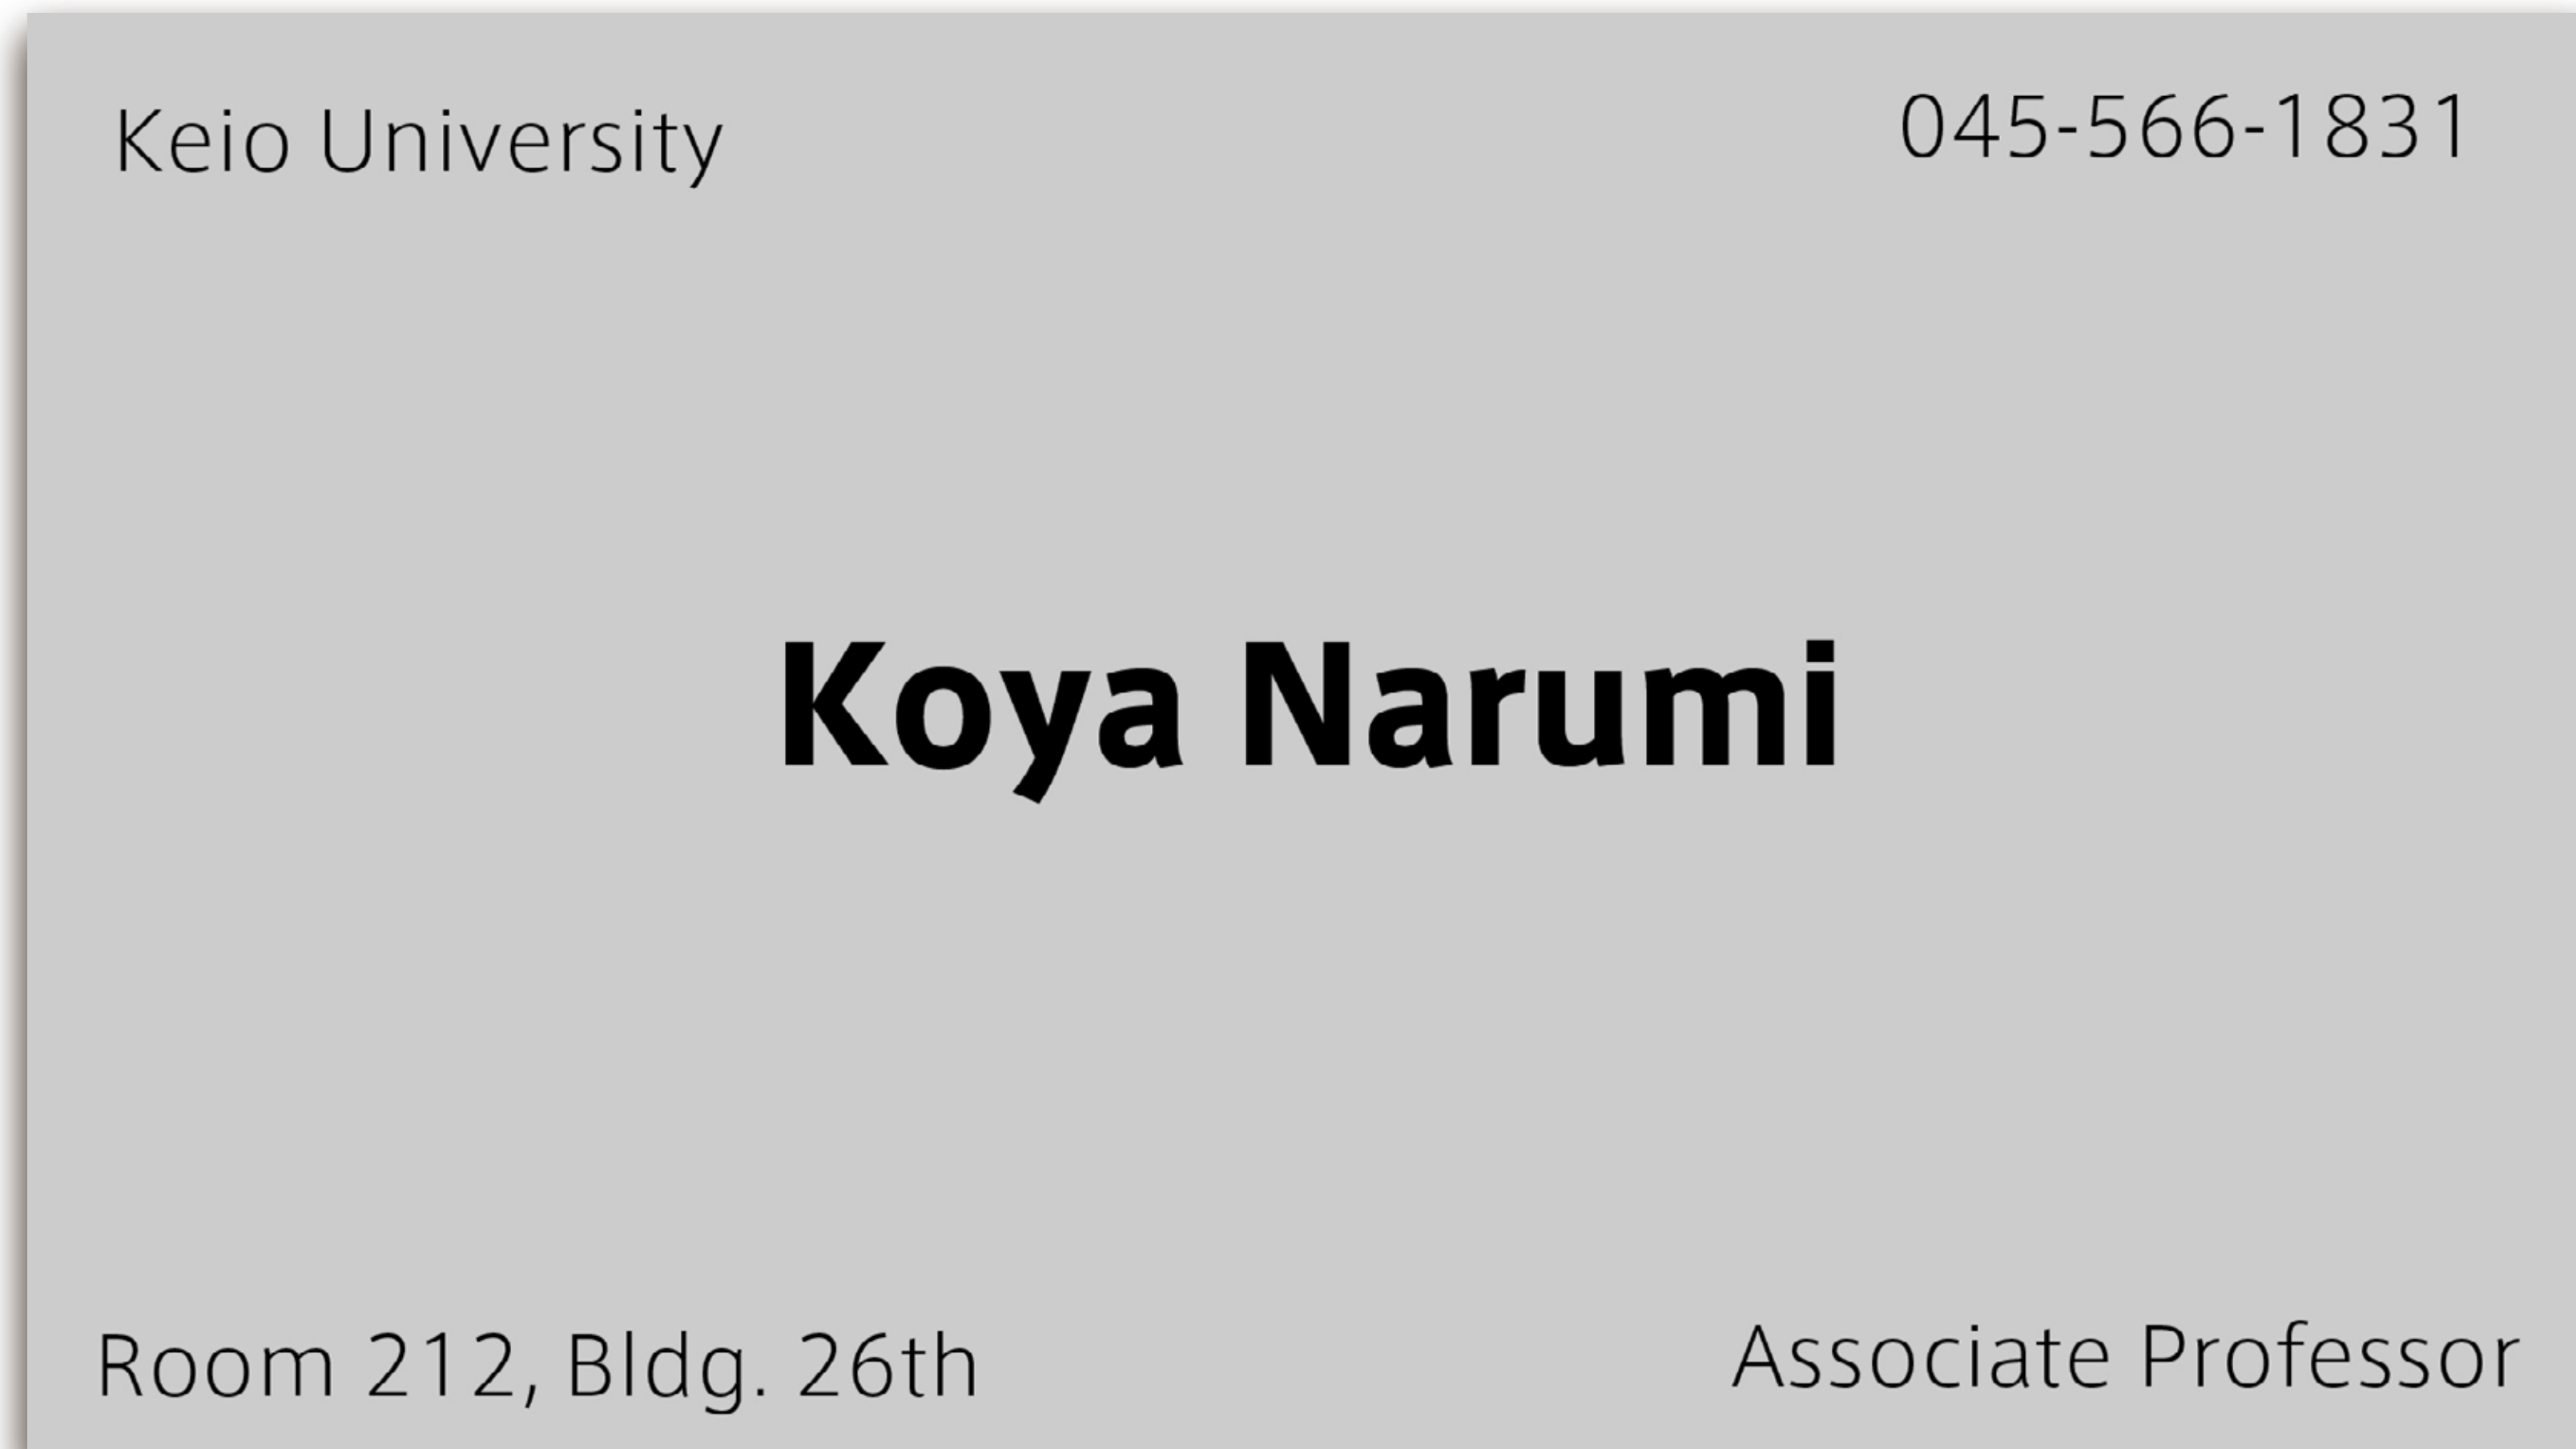 Keio University
045-566-1831
Koya Narumi
Room 212, Bldg. 26th
Associate Professor